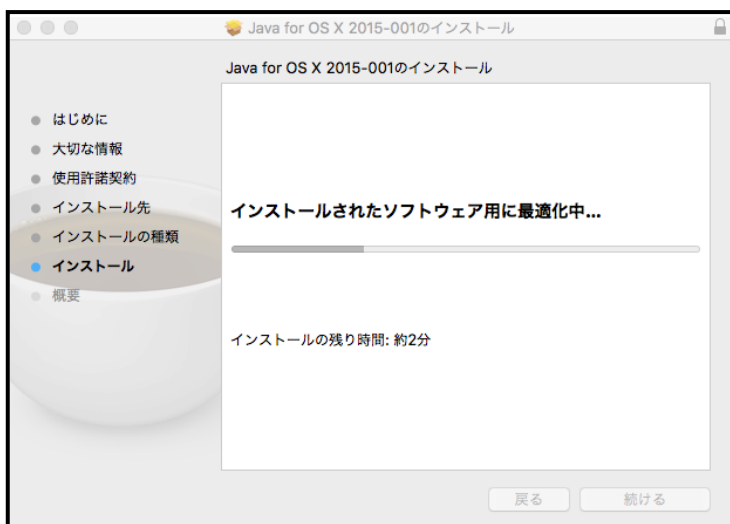 Java for OS X 2015-001のインストール
Java for OS X 2015-001のインストール
はじめに
大切な情報
使用許諾契約
インストール先
インストールの種類
インストール
概要
インストールされたソフトウェア用に最適化中...
インストールの残り時間: 約2分
戻る
続ける